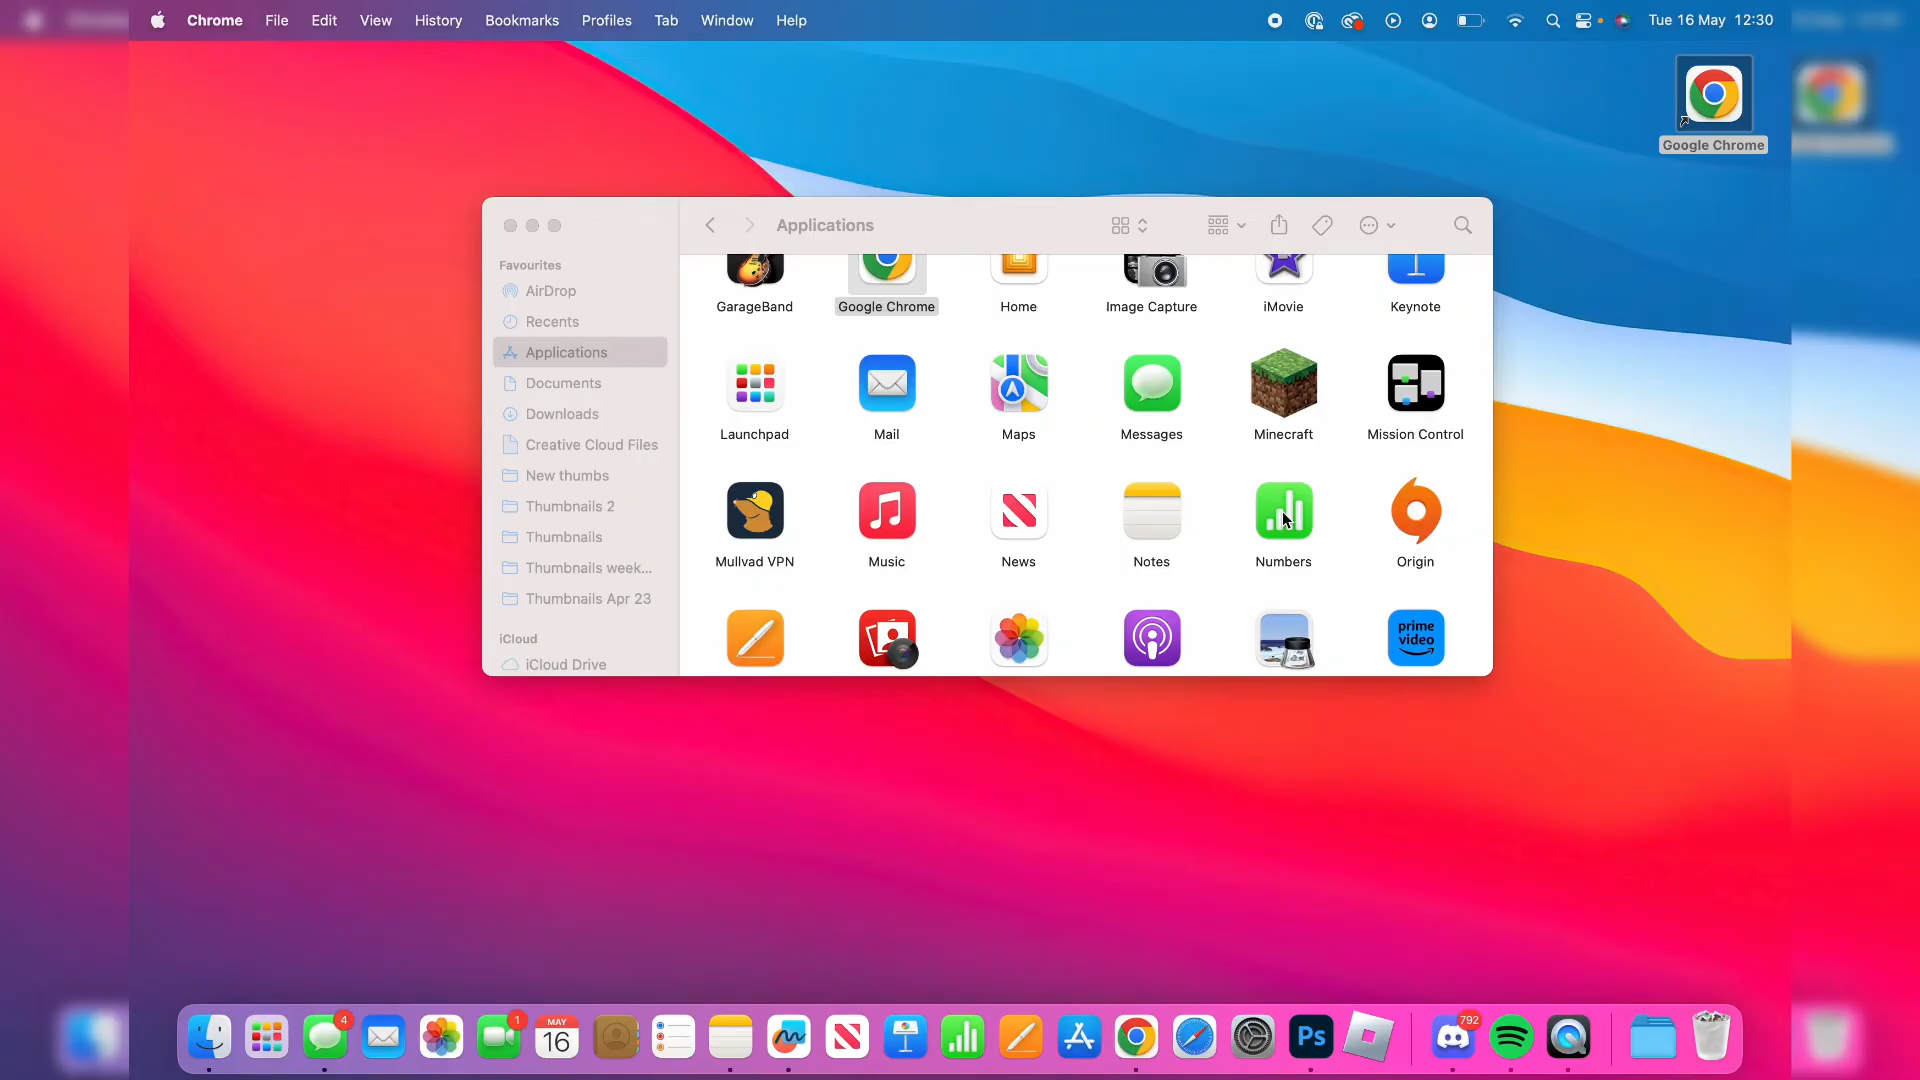 Chrome File Edit View History Bookmarks Profiles Tab Window Help Tue 16 May 12:30
Google Chrome
Applications
Favourites
AirDrop
Recents
Applications
Documents
Downloads
Creative Cloud Files
New thumbs
Thumbnails 2
Thumbnails
Thumbnails week...
Thumbnails Apr 23
iCloud
iCloud Drive
GarageBand Google Chrome Home Image Capture iMovie Keynote
Launchpad Mail Maps Messages Minecraft Mission Control
Mullvad VPN Music News Notes Numbers Origin
prime
video
4 1 MAY 16 Ps 792